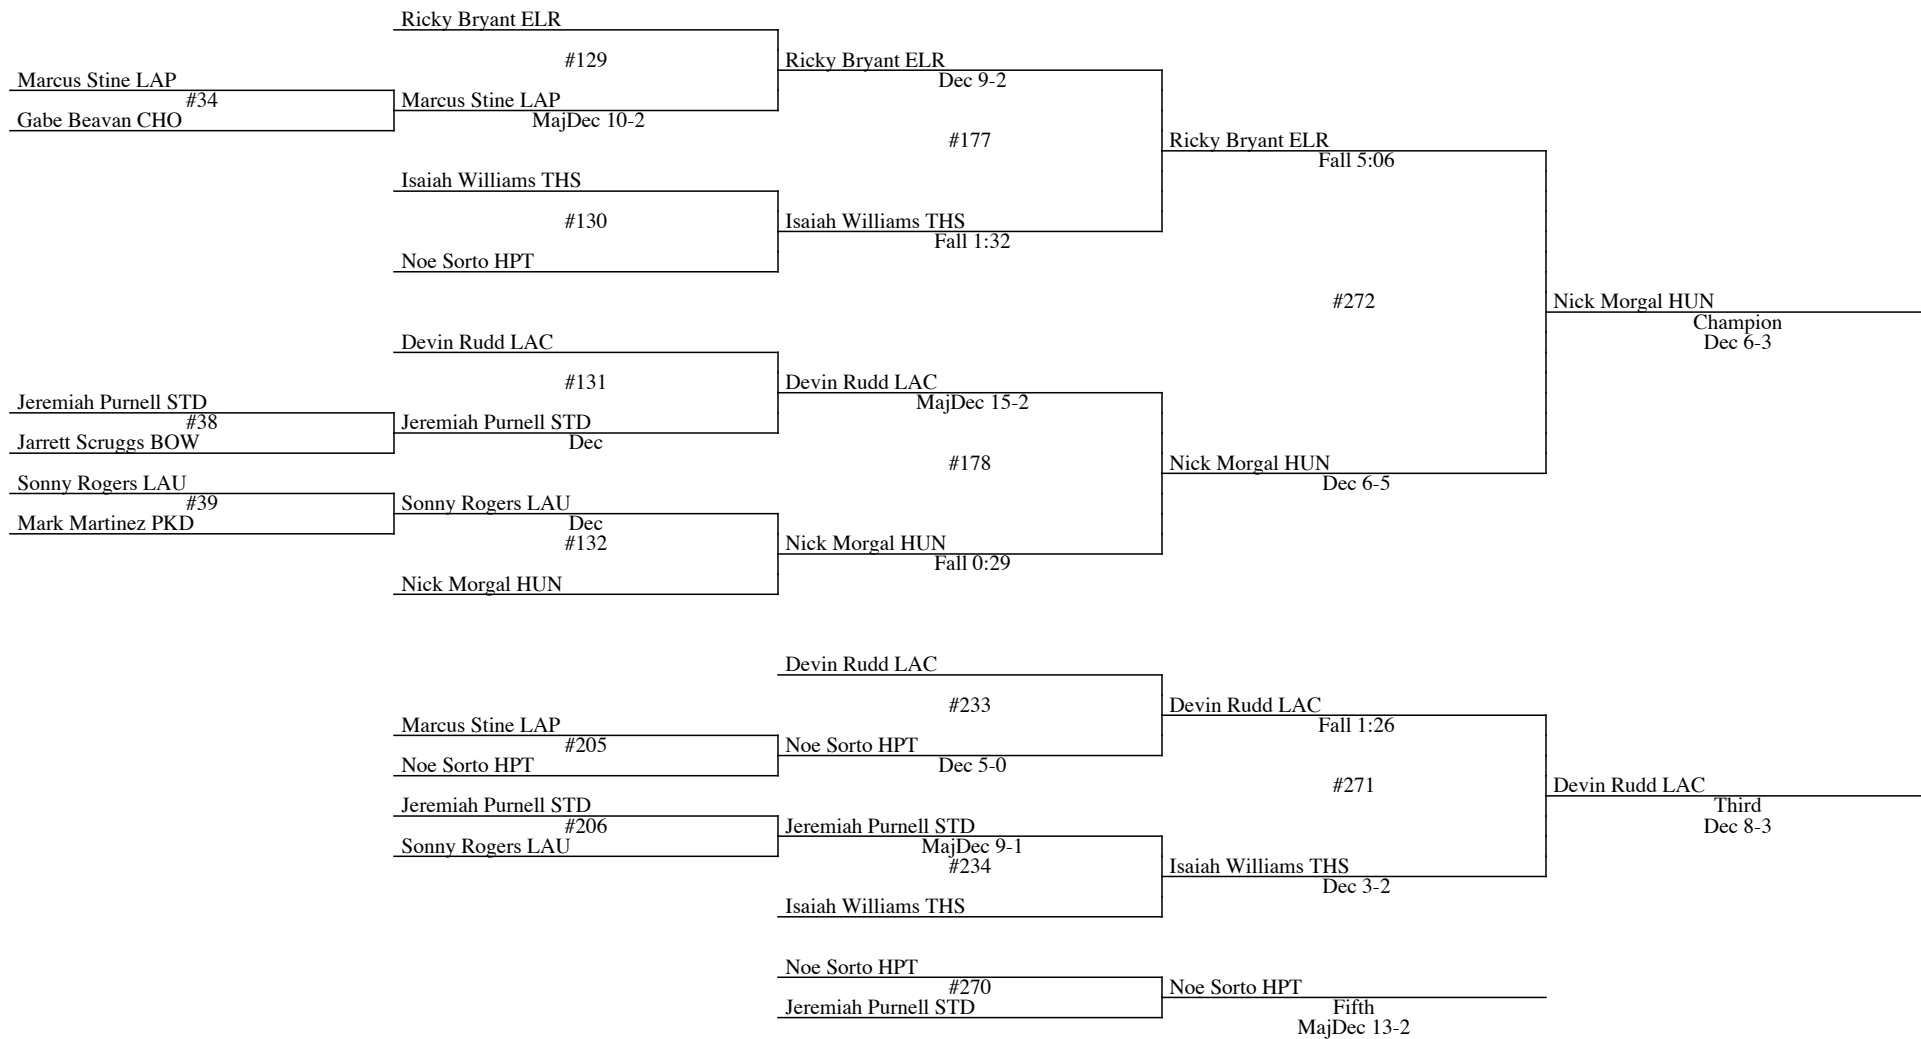 Ricky Bryant ELR
#129
Ricky Bryant ELR
Marcus Stine LAP
Dec 9-2
#34
Marcus Stine LAP
Gabe Beavan CHO
MajDec 10-2
#177
Ricky Bryant ELR
Fall 5:06
Isaiah Williams THS
#130
Isaiah Williams THS
Fall 1:32
Noe Sorto HPT
#272
Nick Morgal HUN
Champion
Dec 6-3
Devin Rudd LAC
#131
Devin Rudd LAC
MajDec 15-2
Jeremiah Purnell STD
#38
Jeremiah Purnell STD
Jarrett Scruggs BOW
Dec
#178
Nick Morgal HUN
Dec 6-5
Sonny Rogers LAU
#39
Sonny Rogers LAU
Mark Martinez PKD
Dec
#132
Nick Morgal HUN
Fall 0:29
Nick Morgal HUN
Devin Rudd LAC
#233
Devin Rudd LAC
Fall 1:26
Marcus Stine LAP
#205
Noe Sorto HPT
Noe Sorto HPT
Dec 5-0
#271
Devin Rudd LAC
Third
Dec 8-3
Jeremiah Purnell STD
#206
Jeremiah Purnell STD
Sonny Rogers LAU
MajDec 9-1
#234
Isaiah Williams THS
Dec 3-2
Isaiah Williams THS
Noe Sorto HPT
#270
Noe Sorto HPT
Jeremiah Purnell STD
Fifth
MajDec 13-2